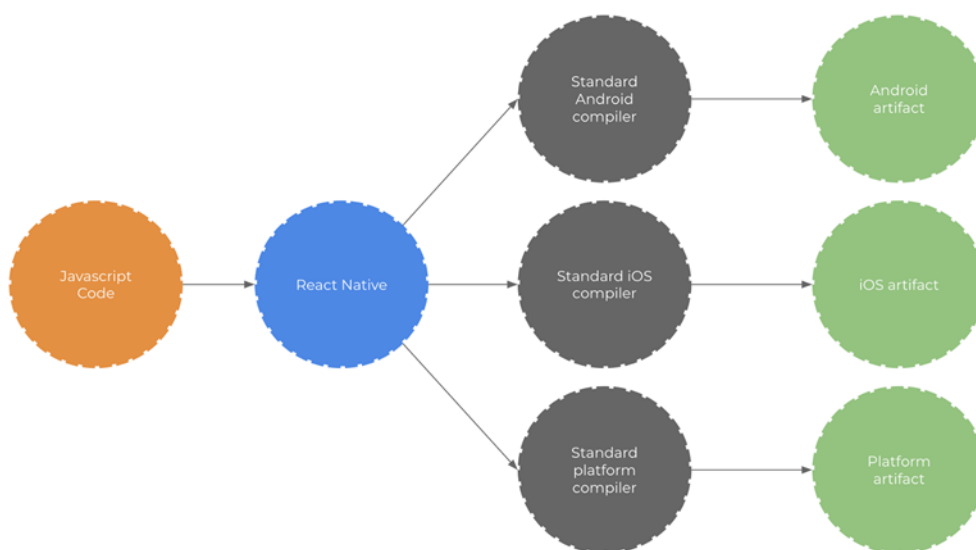 Javascript
Code
React Native
Standard
Android
compiler
Android
artifact
Standard iOS
compiler
iOS artifact
Standard
platform
compiler
Platform
artifact